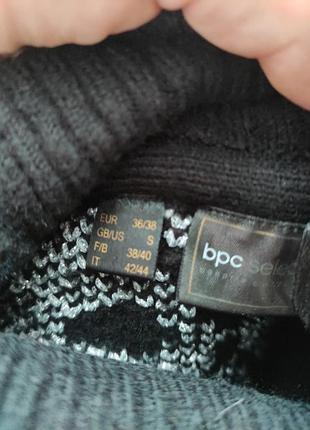 EUR 36/38
GB/US S
F/B 38/40
IT 42/44
bpc selec